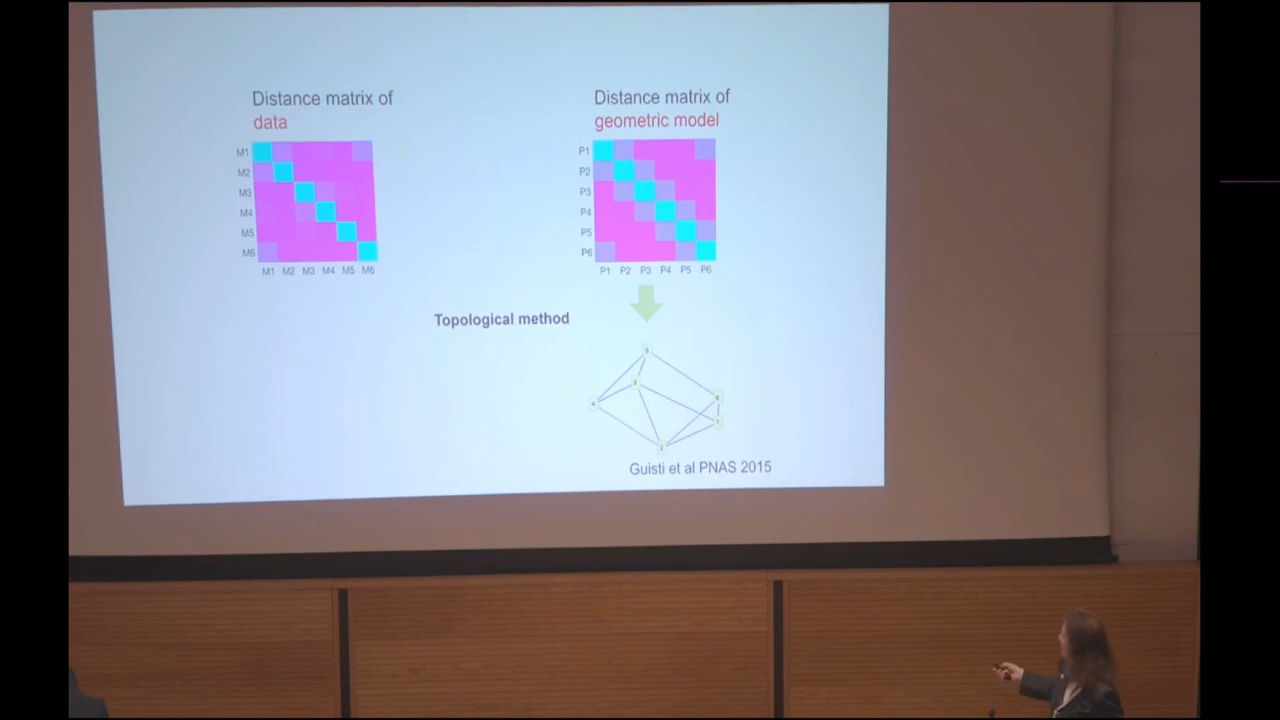 Distance matrix of
data
M1
M2
M3
M4
M5
M6
M1 M2 M3 M4 M5 M6
Distance matrix of
geometric model
P1
P2
P3
P4
P5
P6
P1 P2 P3 P4 P5 P6
Topological method
Guisti et al PNAS 2015